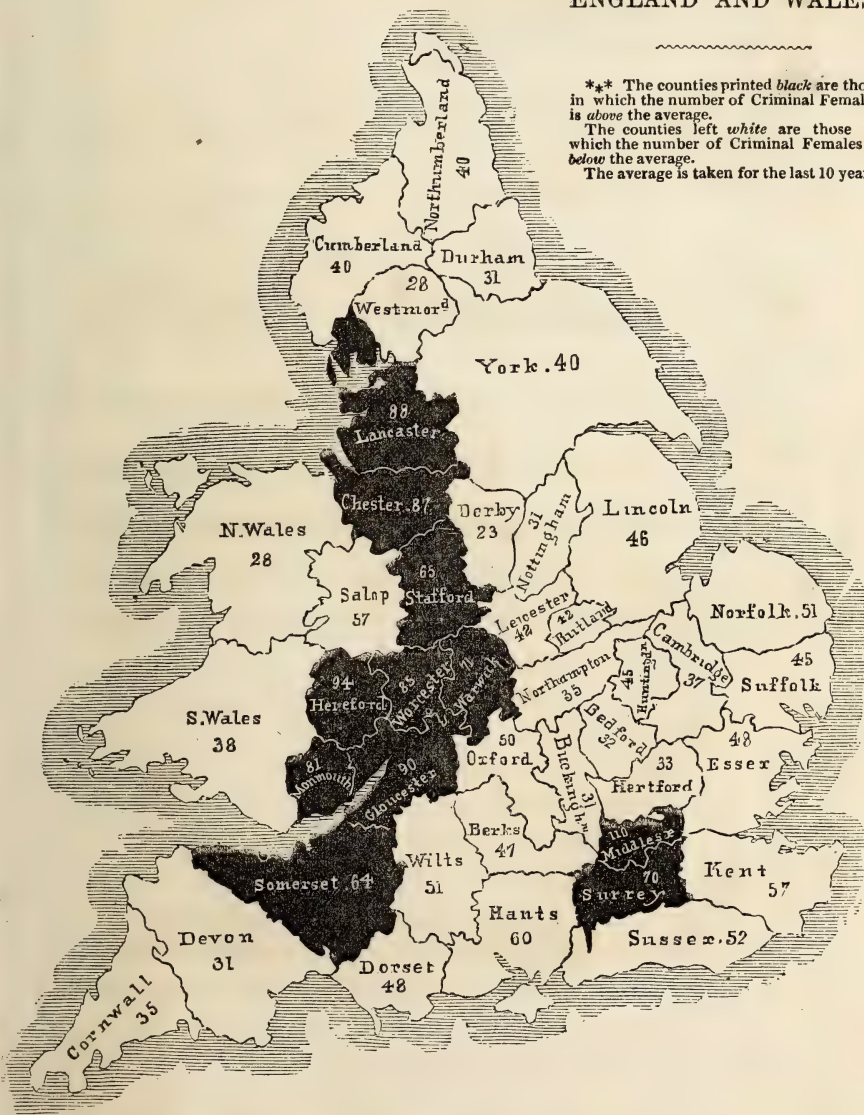 ENGLAND AND WALES
*** The counties printed black are tho
in which the number of Criminal Femal
is above the average.
The counties left white are those
which the number of Criminal Females
below the average.
The average is taken for the last 10 yea
Northumberland
40
Cumberland
40
Durham
31
28
Westmord
York. 40
88
Lancaster
Chester. 87
Derby
23
31
Nottingham
Lincoln
46
N. Wales
28
Salop
57
65
Stafford
Leicester
42
42
Rutland
Norfolk. 51
94
Hereford
85
Worcester
71
Warwick
Northampton
35
45
Huntingdn
Cambridge
37
45
Suffolk
S. Wales
38
81
Monmouth
90
Gloucester
50
Oxford
Buckinghm
31
Bedford
32
33
Hertford
48
Essex
Berks
47
110
Middlesex
Somerset. 64
Wilts
51
70
Surrey
Kent
57
Devon
31
Hants
60
Sussex. 52
Dorset
48
Cornwall
35